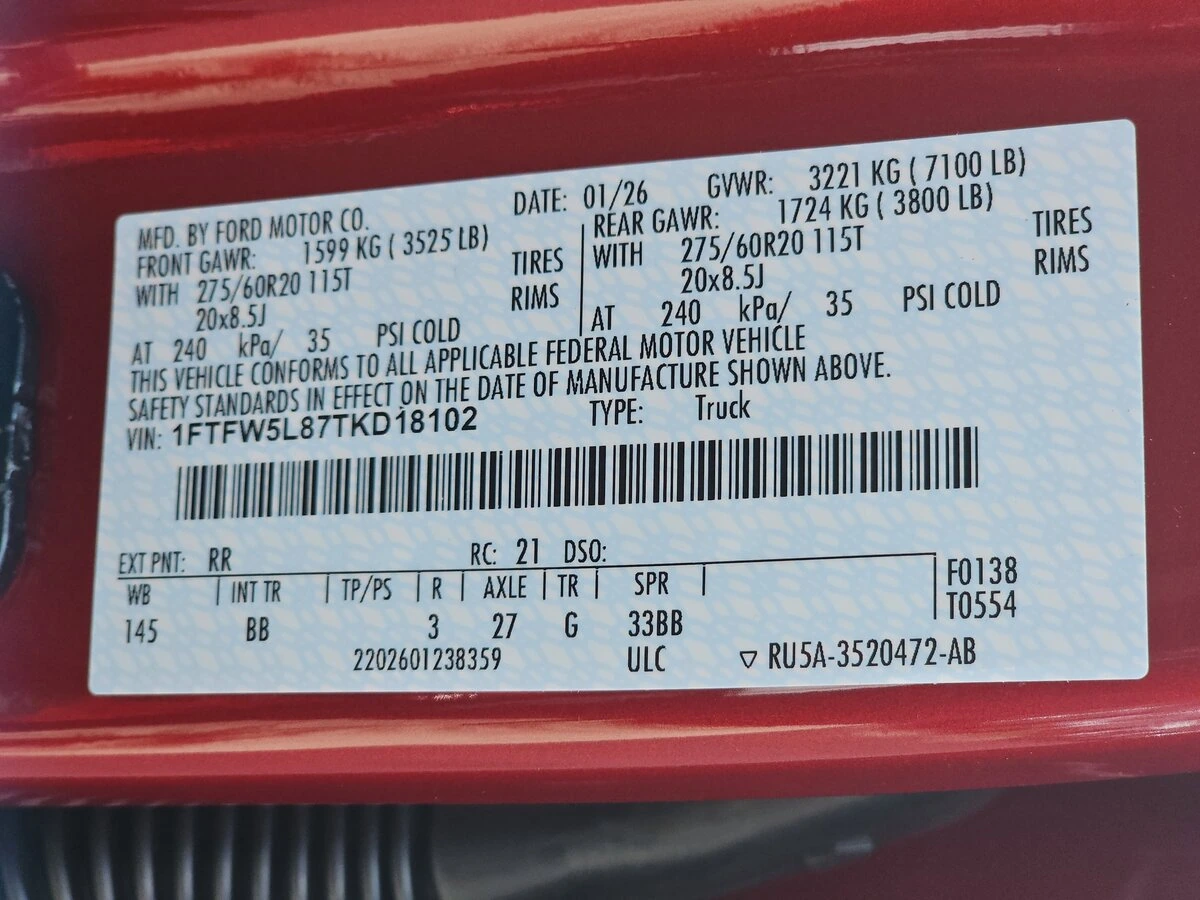 MFD. BY FORD MOTOR CO. DATE: 01/26 GVWR: 3221 KG ( 7100 LB)
FRONT GAWR: 1599 KG ( 3525 LB) REAR GAWR: 1724 KG ( 3800 LB)
WITH 275/60R20 115T TIRES WITH 275/60R20 115T TIRES
20x8.5J RIMS 20x8.5J RIMS
AT 240 kPa/ 35 PSI COLD AT 240 kPa/ 35 PSI COLD
THIS VEHICLE CONFORMS TO ALL APPLICABLE FEDERAL MOTOR VEHICLE
SAFETY STANDARDS IN EFFECT ON THE DATE OF MANUFACTURE SHOWN ABOVE.
VIN: 1FTFW5L87TKD18102 TYPE: Truck
EXT PNT: RR RC: 21 DSO:
WB INT TR TP/PS R AXLE TR SPR F0138
145 BB 3 27 G 33BB T0554
2202601238359 ULC ▽ RU5A-3520472-AB